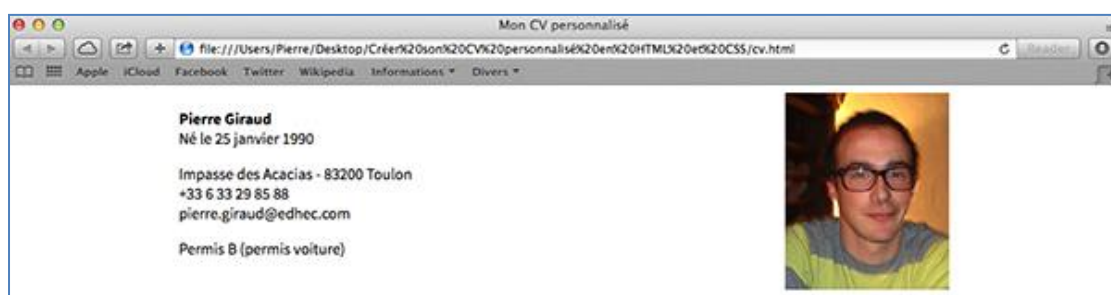 Mon CV personnalisé
file:///Users/Pierre/Desktop/Créer%20son%20CV%20personnalisé%20en%20HTML%20et%20CSS/cv.html
Reader
Apple iCloud Facebook Twitter Wikipedia Informations Divers
Pierre Giraud
Né le 25 janvier 1990
Impasse des Acacias - 83200 Toulon
+33 6 33 29 85 88
pierre.giraud@edhec.com
Permis B (permis voiture)